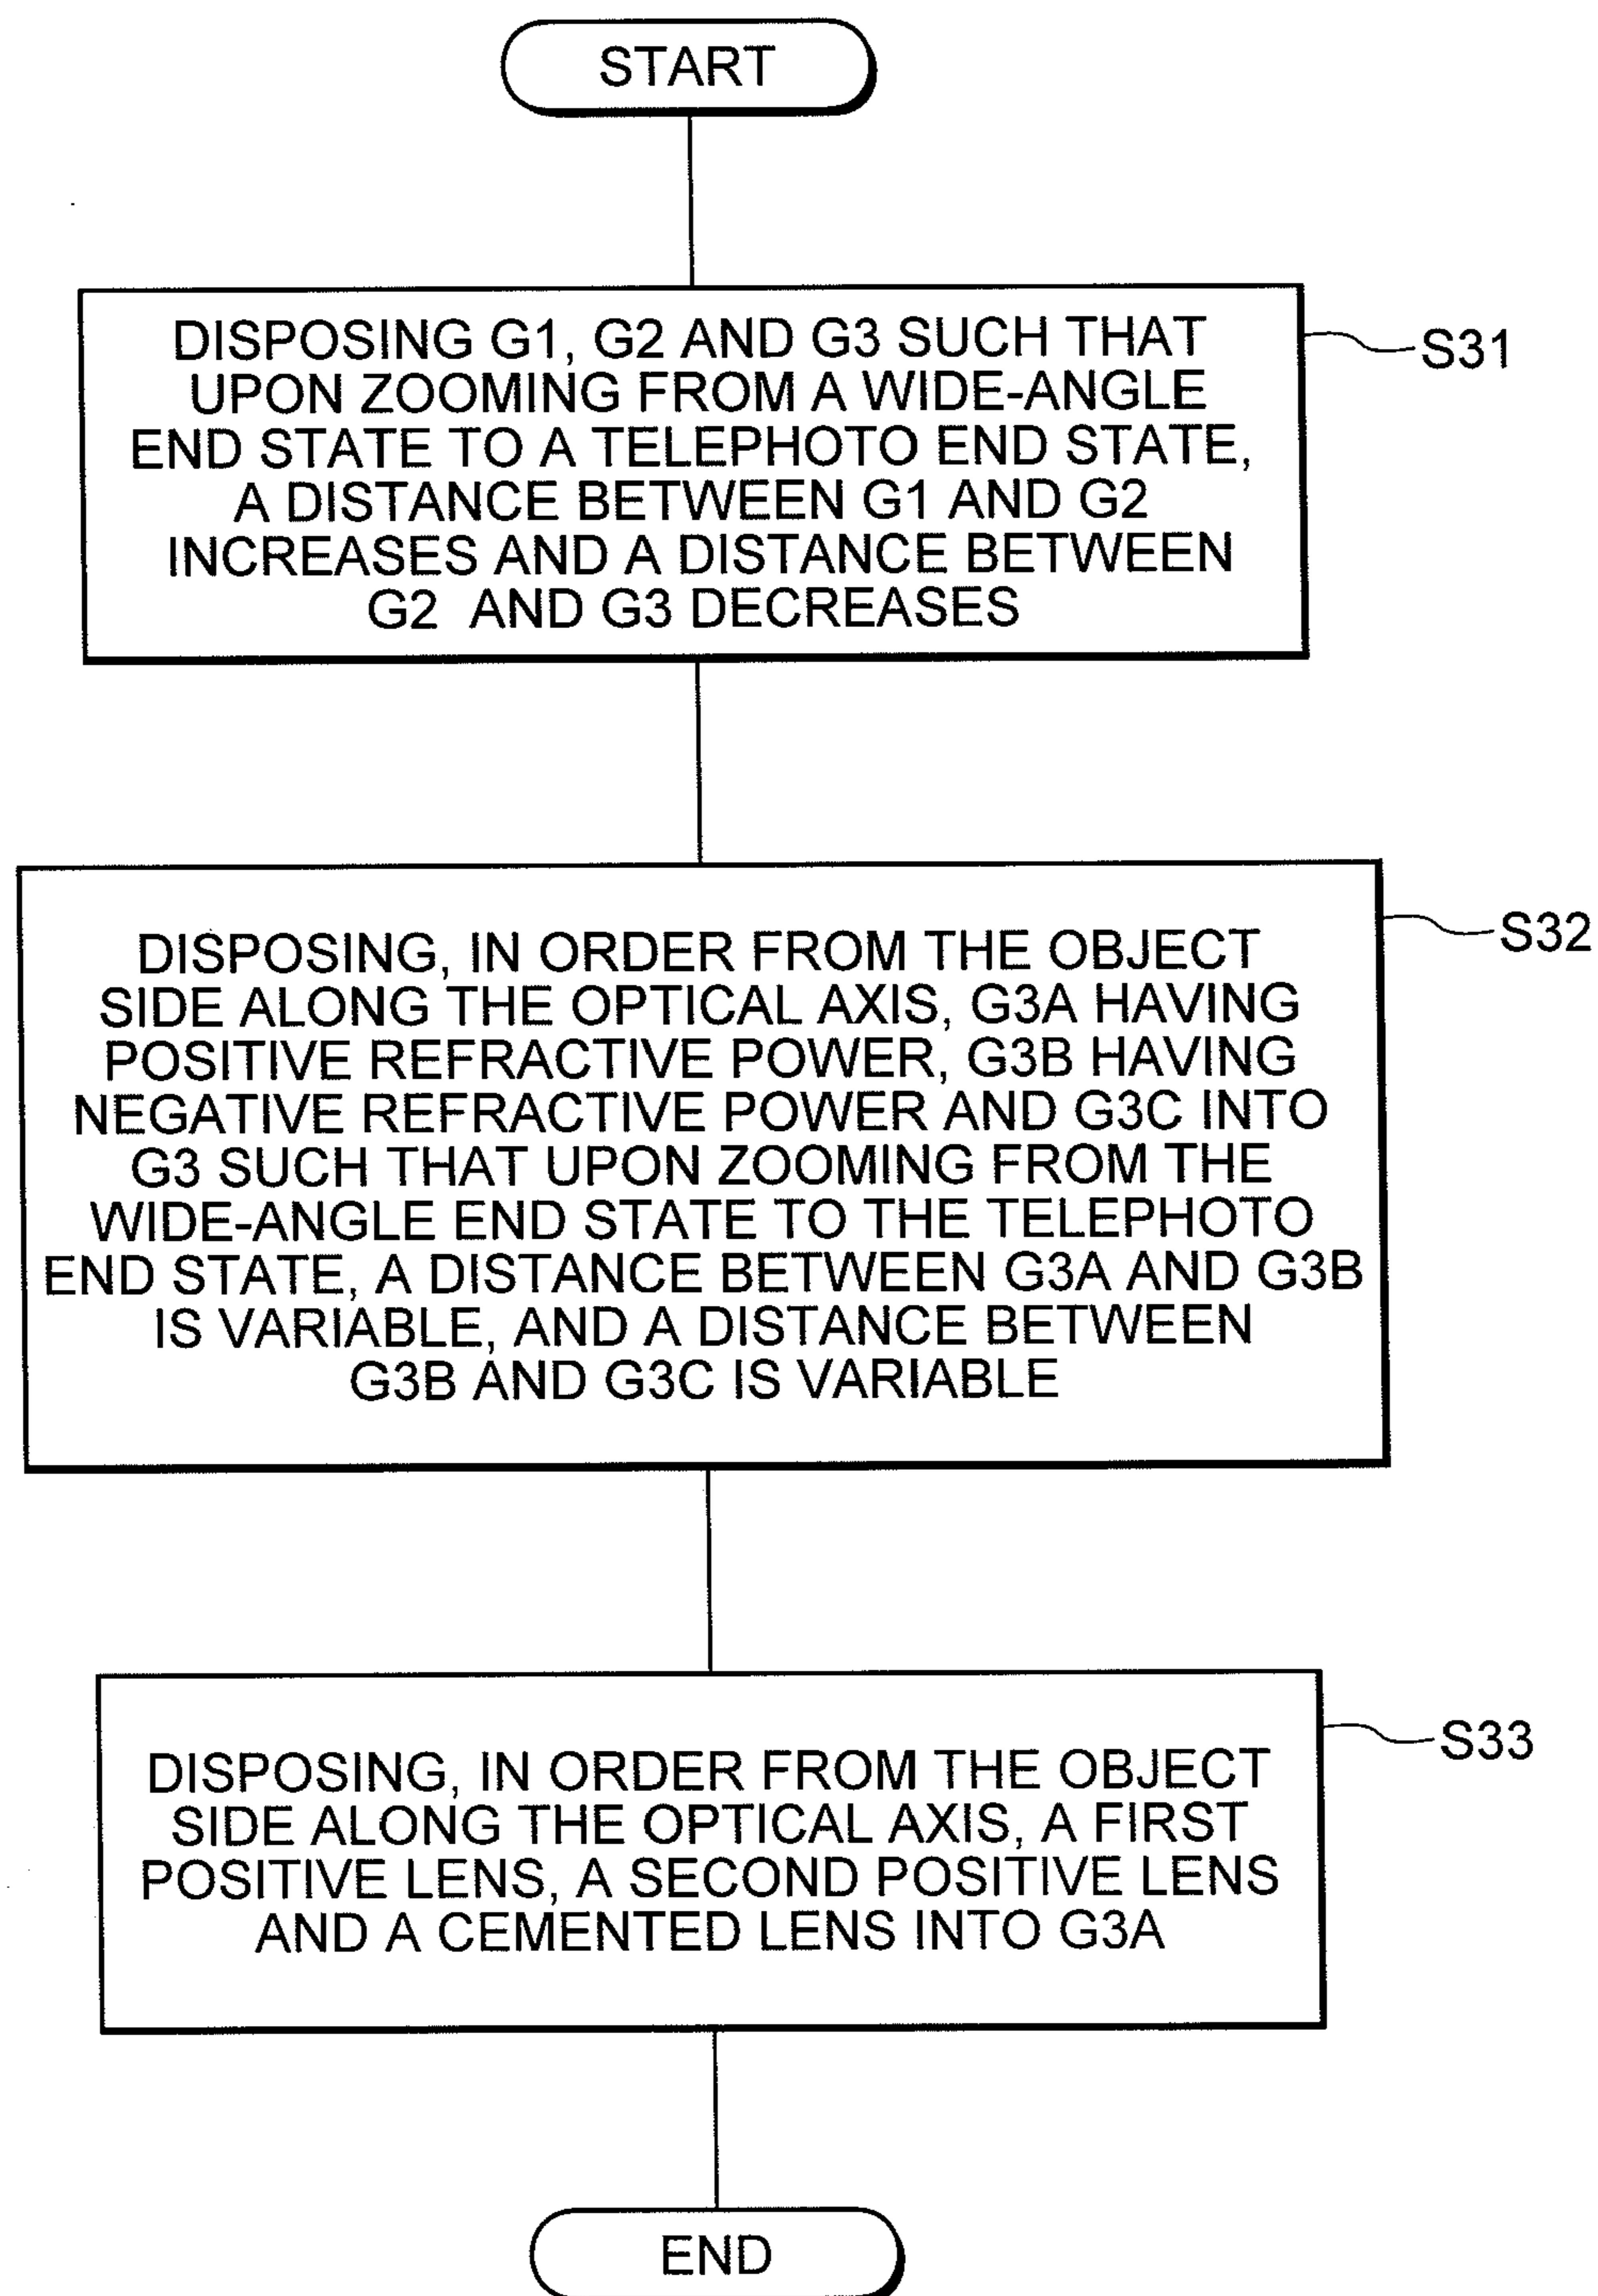 START
DISPOSING G1, G2 AND G3 SUCH THAT
UPON ZOOMING FROM A WIDE-ANGLE
END STATE TO A TELEPHOTO END STATE,
A DISTANCE BETWEEN G1 AND G2
INCREASES AND A DISTANCE BETWEEN
G2 AND G3 DECREASES
S31
DISPOSING, IN ORDER FROM THE OBJECT
SIDE ALONG THE OPTICAL AXIS, G3A HAVING
POSITIVE REFRACTIVE POWER, G3B HAVING
NEGATIVE REFRACTIVE POWER AND G3C INTO
G3 SUCH THAT UPON ZOOMING FROM THE
WIDE-ANGLE END STATE TO THE TELEPHOTO
END STATE, A DISTANCE BETWEEN G3A AND G3B
IS VARIABLE, AND A DISTANCE BETWEEN
G3B AND G3C IS VARIABLE
S32
DISPOSING, IN ORDER FROM THE OBJECT
SIDE ALONG THE OPTICAL AXIS, A FIRST
POSITIVE LENS, A SECOND POSITIVE LENS
AND A CEMENTED LENS INTO G3A
S33
END